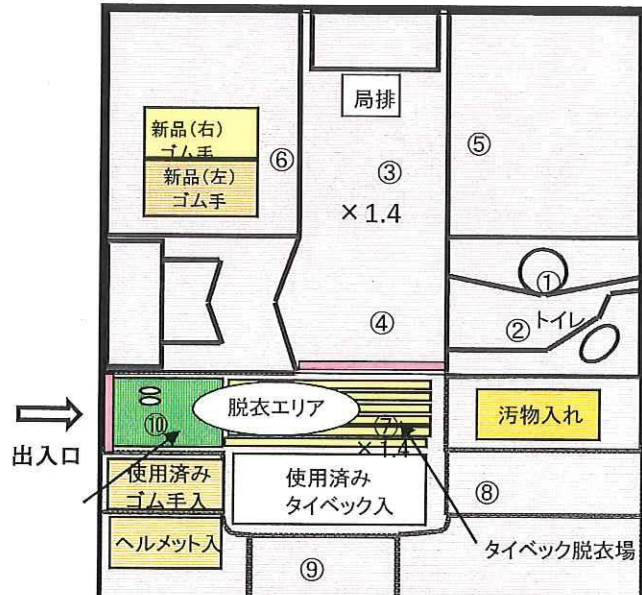 局排
新品(右)
ゴム手
新品(左)
ゴム手
⑥
③
⑤
×1.4
①
④
②
トイレ
脱衣エリア
⑩
⑦
×1.4
汚物入れ
出入口
使用済み
ゴム手入
使用済み
タイベック入
⑧
ヘルメット入
タイベック脱衣場
⑨